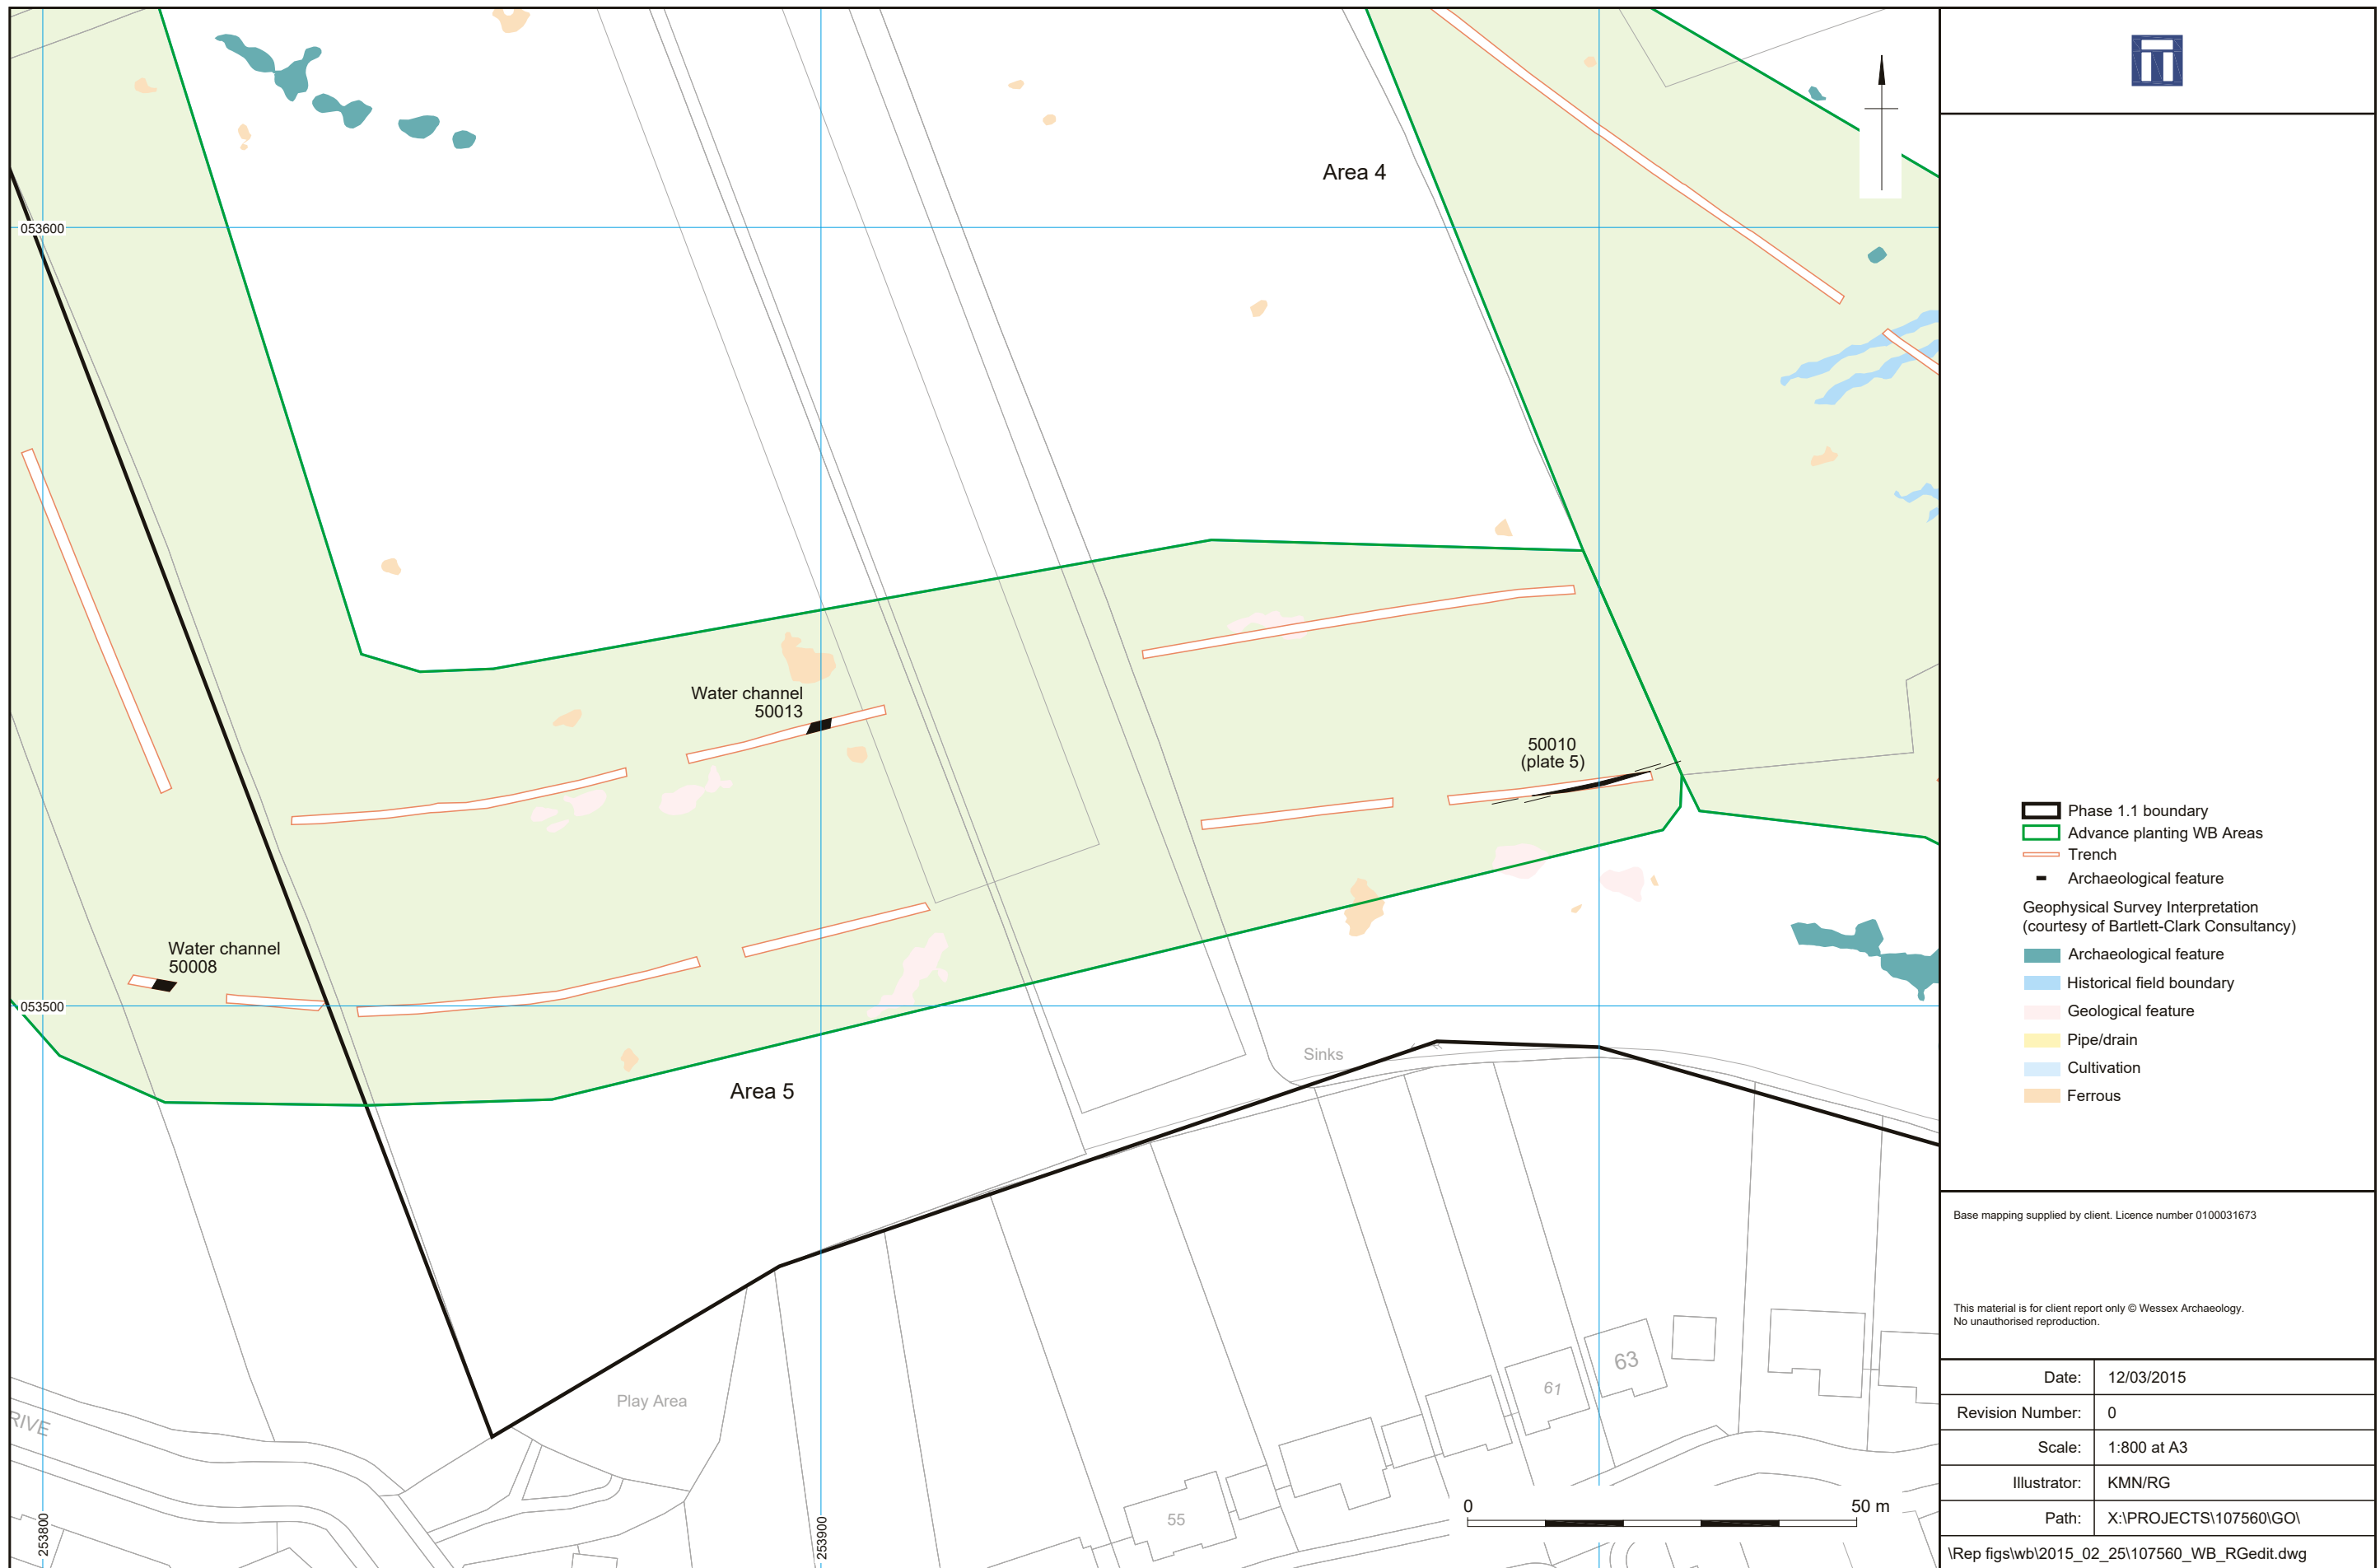 Area 4
053600
Water channel
50013
50010
(plate 5)
Water channel
50008
053500
Sinks
Area 5
Play Area
RIVE
63
61
55
0 50 m
253800
253900
Phase 1.1 boundary
Advance planting WB Areas
Trench
Archaeological feature
Geophysical Survey Interpretation
(courtesy of Bartlett-Clark Consultancy)
Archaeological feature
Historical field boundary
Geological feature
Pipe/drain
Cultivation
Ferrous
Base mapping supplied by client. Licence number 0100031673
This material is for client report only © Wessex Archaeology.
No unauthorised reproduction.
Date: 12/03/2015
Revision Number: 0
Scale: 1:800 at A3
Illustrator: KMN/RG
Path: X:\PROJECTS\107560\GO\
\Rep figs\wb\2015_02_25\107560_WB_RGedit.dwg